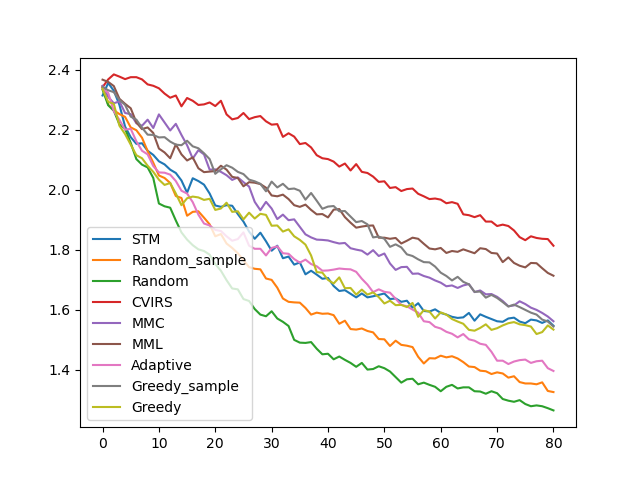 2.4
2.2
2.0
1.8
1.6
1.4
STM
Random_sample
Random
CVIRS
MMC
MML
Adaptive
Greedy_sample
Greedy
0 10 20 30 40 50 60 70 80